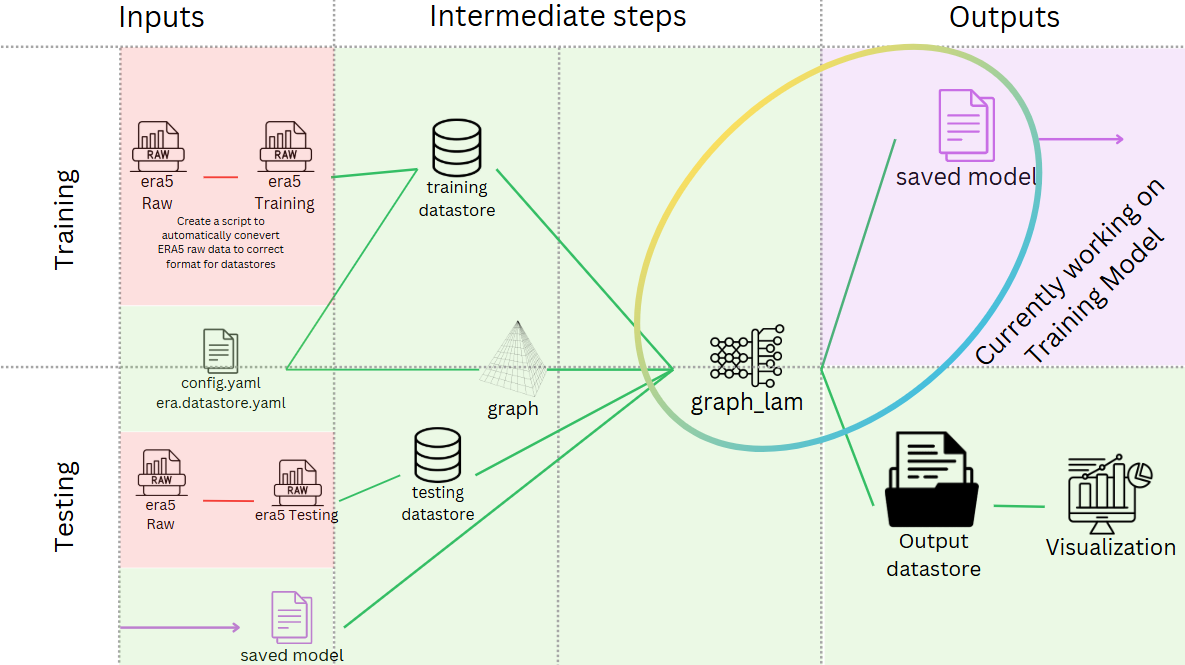 Inputs
Intermediate steps
Outputs
Training
RAW
era5
Raw
RAW
era5
Training
Create a script to
automatically conevert
ERA5 raw data to correct
format for datastores
training
datastore
saved model
Currently working on
Training Model
config.yaml
era.datastore.yaml
graph
graph_lam
Testing
RAW
era5
Raw
RAW
era5 Testing
testing
datastore
Output
datastore
Visualization
saved model